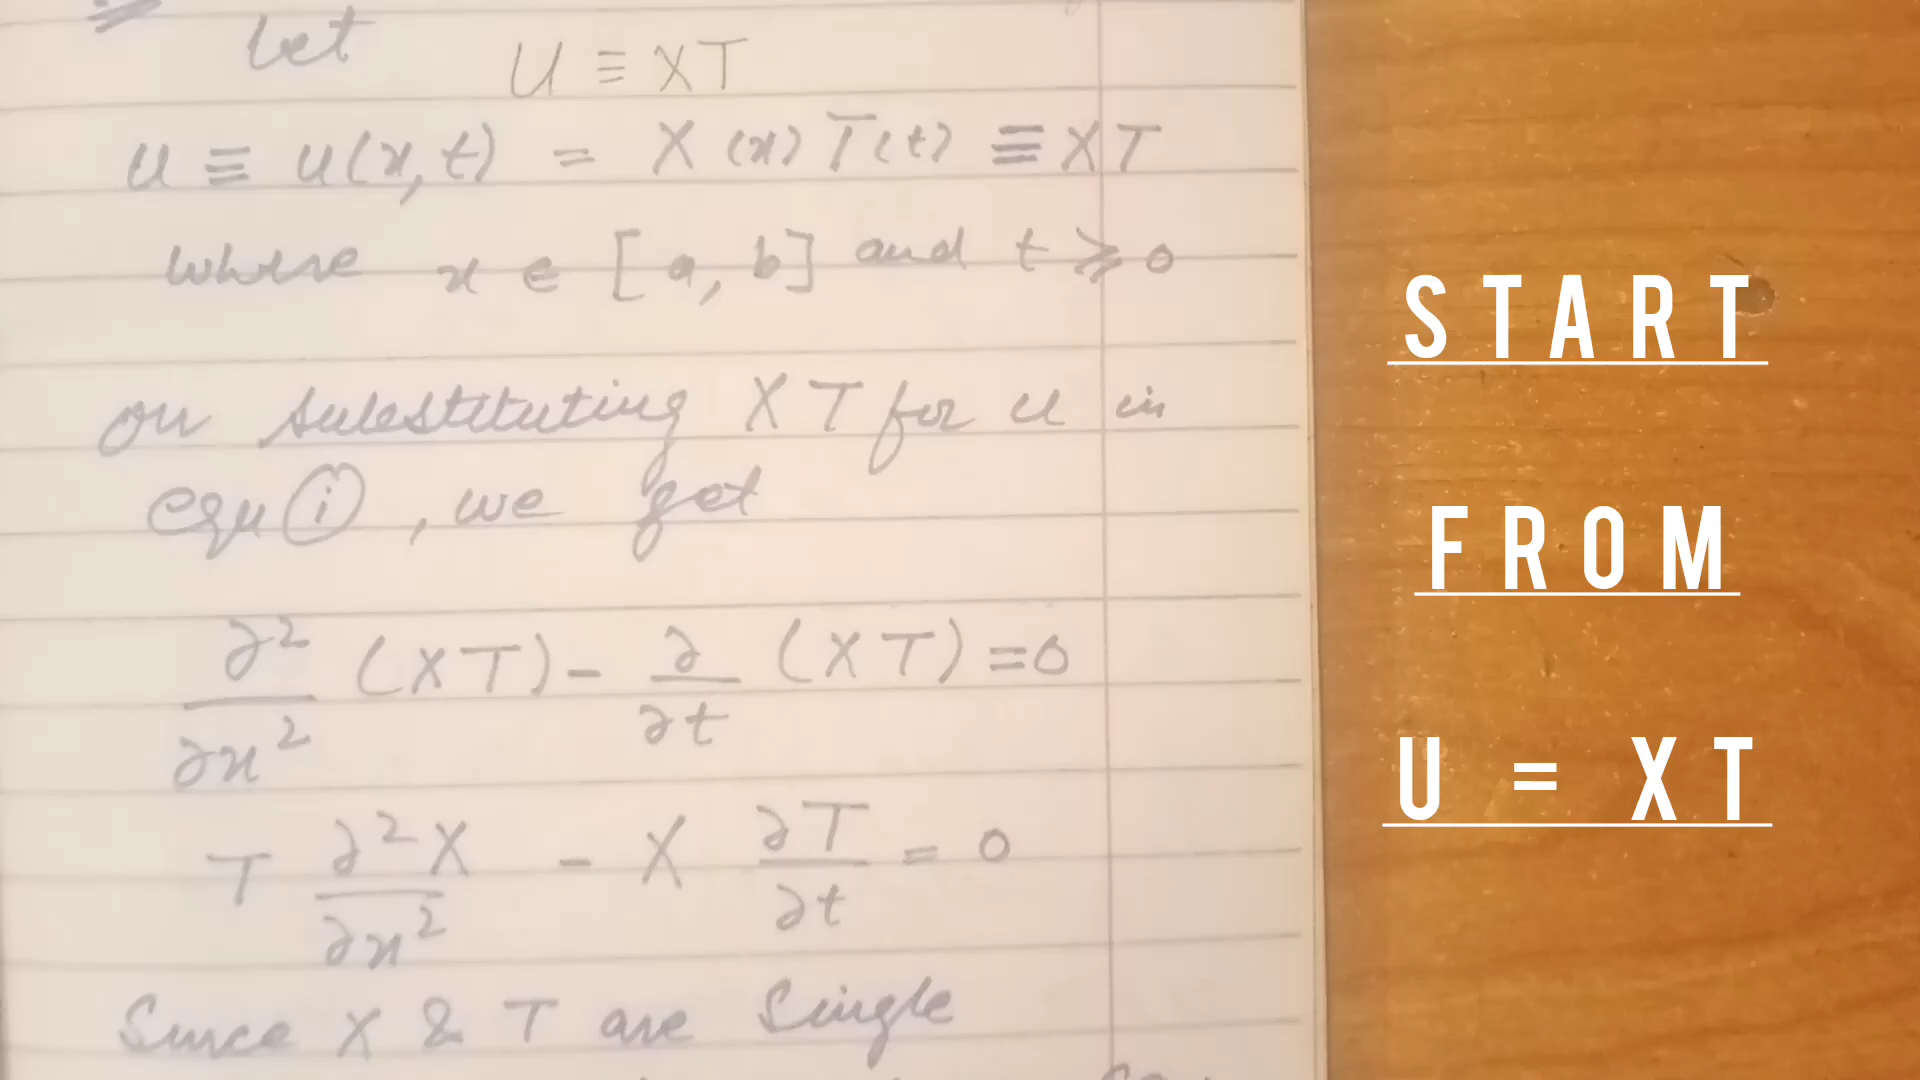 Let U ≡ XT
u ≡ u(x,t) = X(x) T(t) ≡ XT
where x ∈ [a, b] and t ⩾ 0
on substituting XT for u in
equ (i), we get
∂²/∂x² (XT) - ∂/∂t (XT) = 0
T ∂²X/∂x² - X ∂T/∂t = 0
Since X & T are Single
START
FROM
U = XT